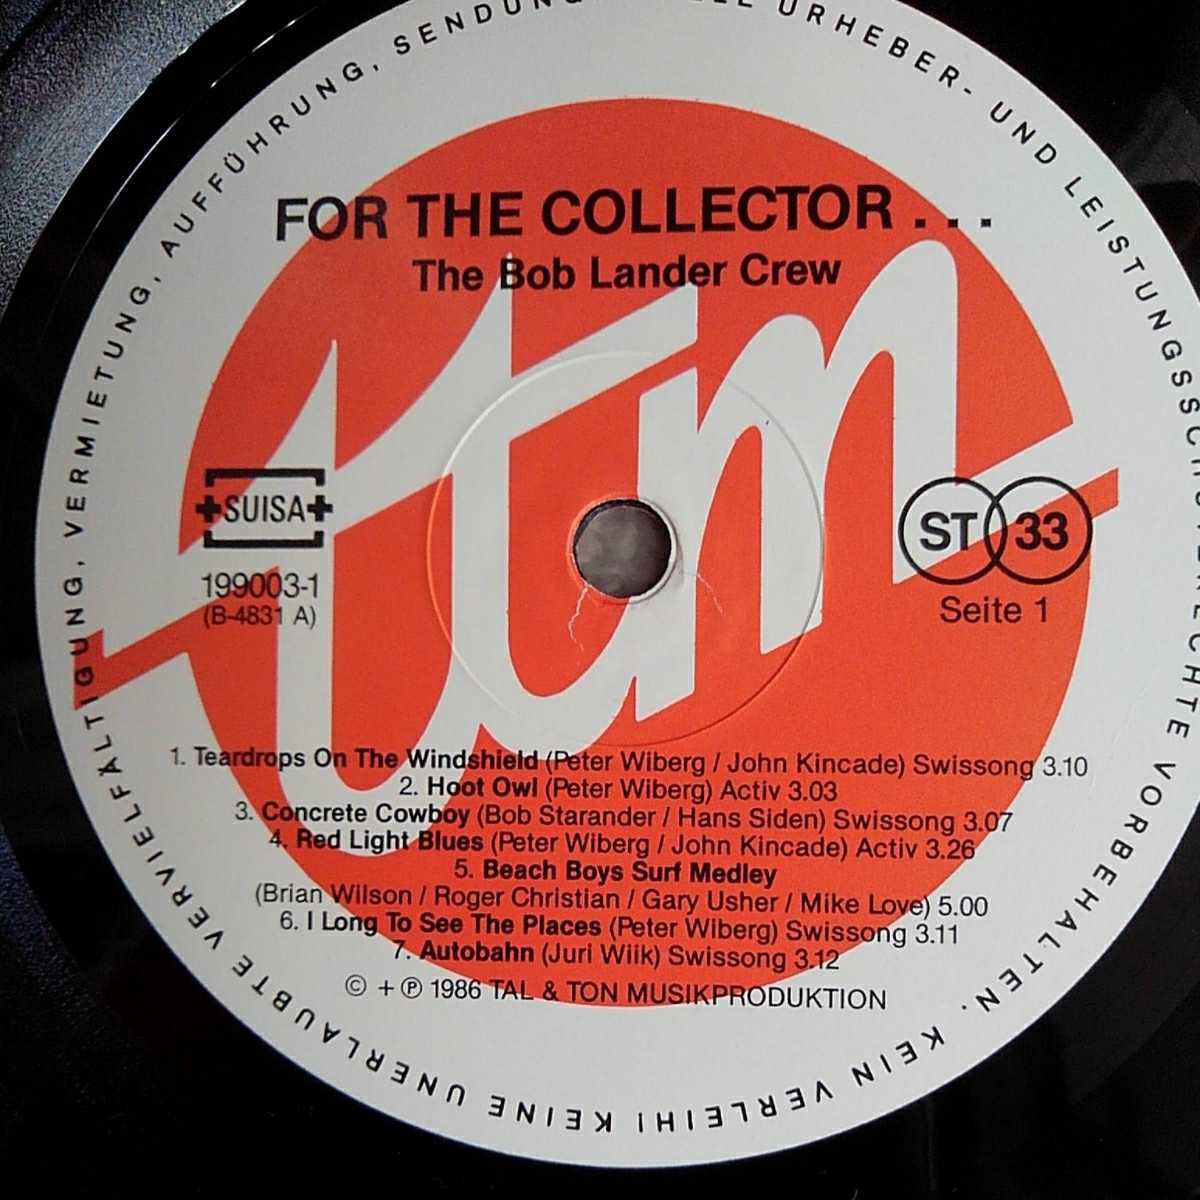 FOR THE COLLECTOR . . .
The Bob Lander Crew
ttm
SUISA
199003-1
(B-4831 A)
ST 33
Seite 1
1. Teardrops On The Windshield (Peter Wiberg / John Kincade) Swissong 3.10
2. Hoot Owl (Peter Wiberg) Activ 3.03
3. Concrete Cowboy (Bob Starander / Hans Siden) Swissong 3.07
4. Red Light Blues (Peter Wiberg / John Kincade) Activ 3.26
5. Beach Boys Surf Medley
(Brian Wilson / Roger Christian / Gary Usher / Mike Love) 5.00
6. I Long To See The Places (Peter Wiberg) Swissong 3.11
7. Autobahn (Juri Wiik) Swissong 3.12
© + ℗ 1986 TAL & TON MUSIKPRODUKTION
URHEBER- UND LEISTUNGSSCHUTZRECHTE VORBEHALTEN. KEIN VERLEIH! KEINE UNERLAUBTE VERVIELFÄLTIGUNG, VERMIETUNG, AUFFÜHRUNG, SENDUNG